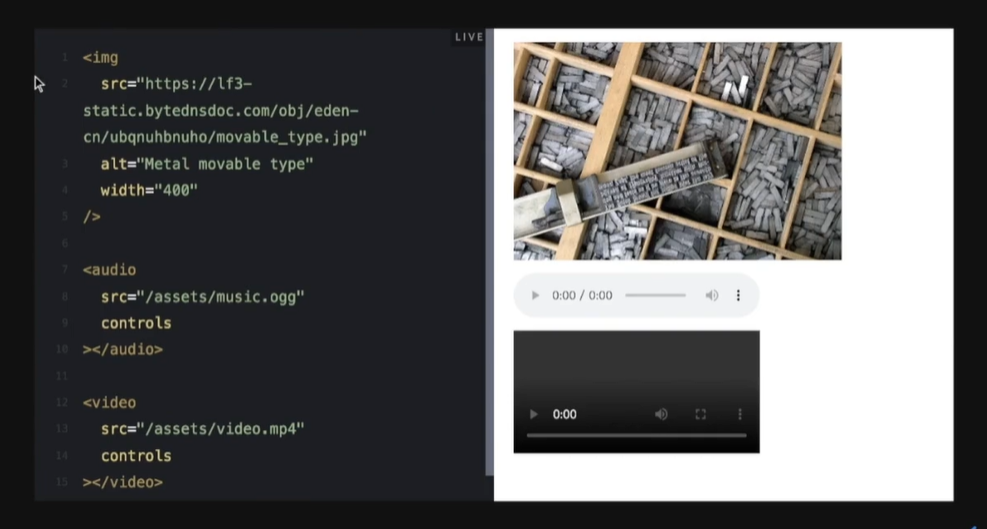 LIVE
1 <img
2 src="https://lf3-
static.bytednsdoc.com/obj/eden-
cn/ubqnuhbnuho/movable_type.jpg"
3 alt="Metal movable type"
4 width="400"
5 />
6
7 <audio
8 src="/assets/music.ogg"
9 controls
10 ></audio>
11
12 <video
13 src="/assets/video.mp4"
14 controls
15 ></video>
0:00 / 0:00
0:00